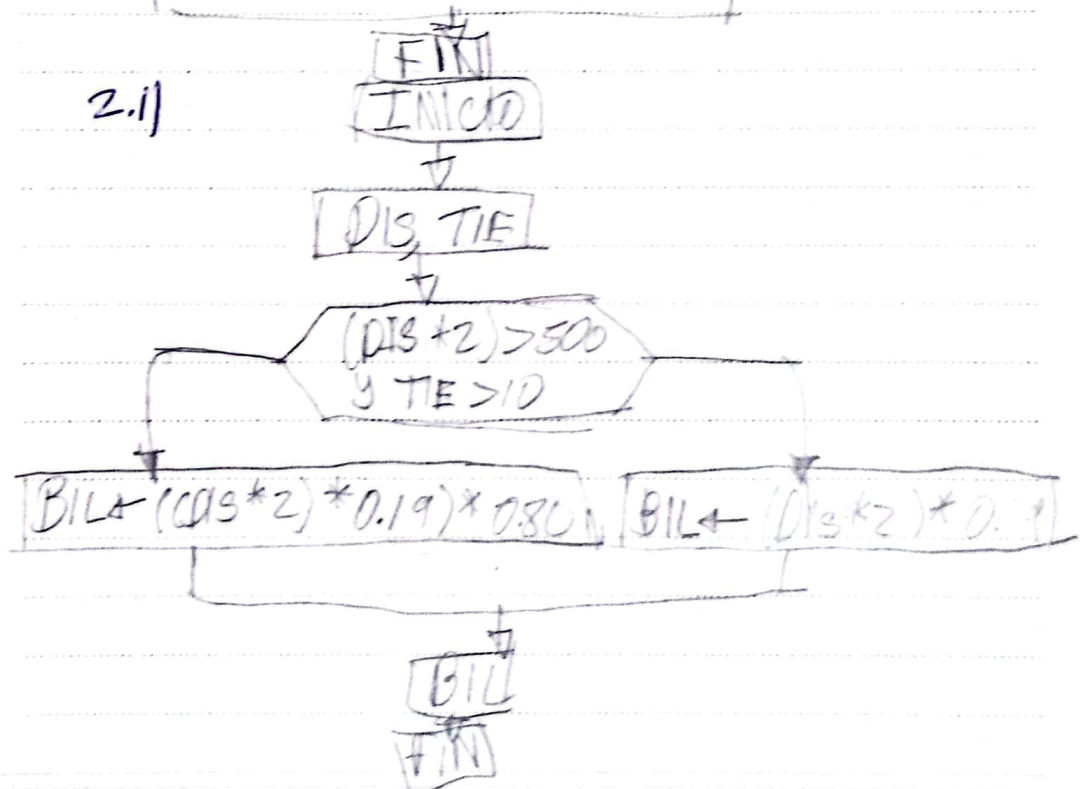 FIN
2.1)
INICIO
DIS, TIE
(DIS*2)>500
y TIE >10
BIL← ((DIS*2)*0.19)*0.80
BIL← (DIS*2)*0.19
BIL
FIN